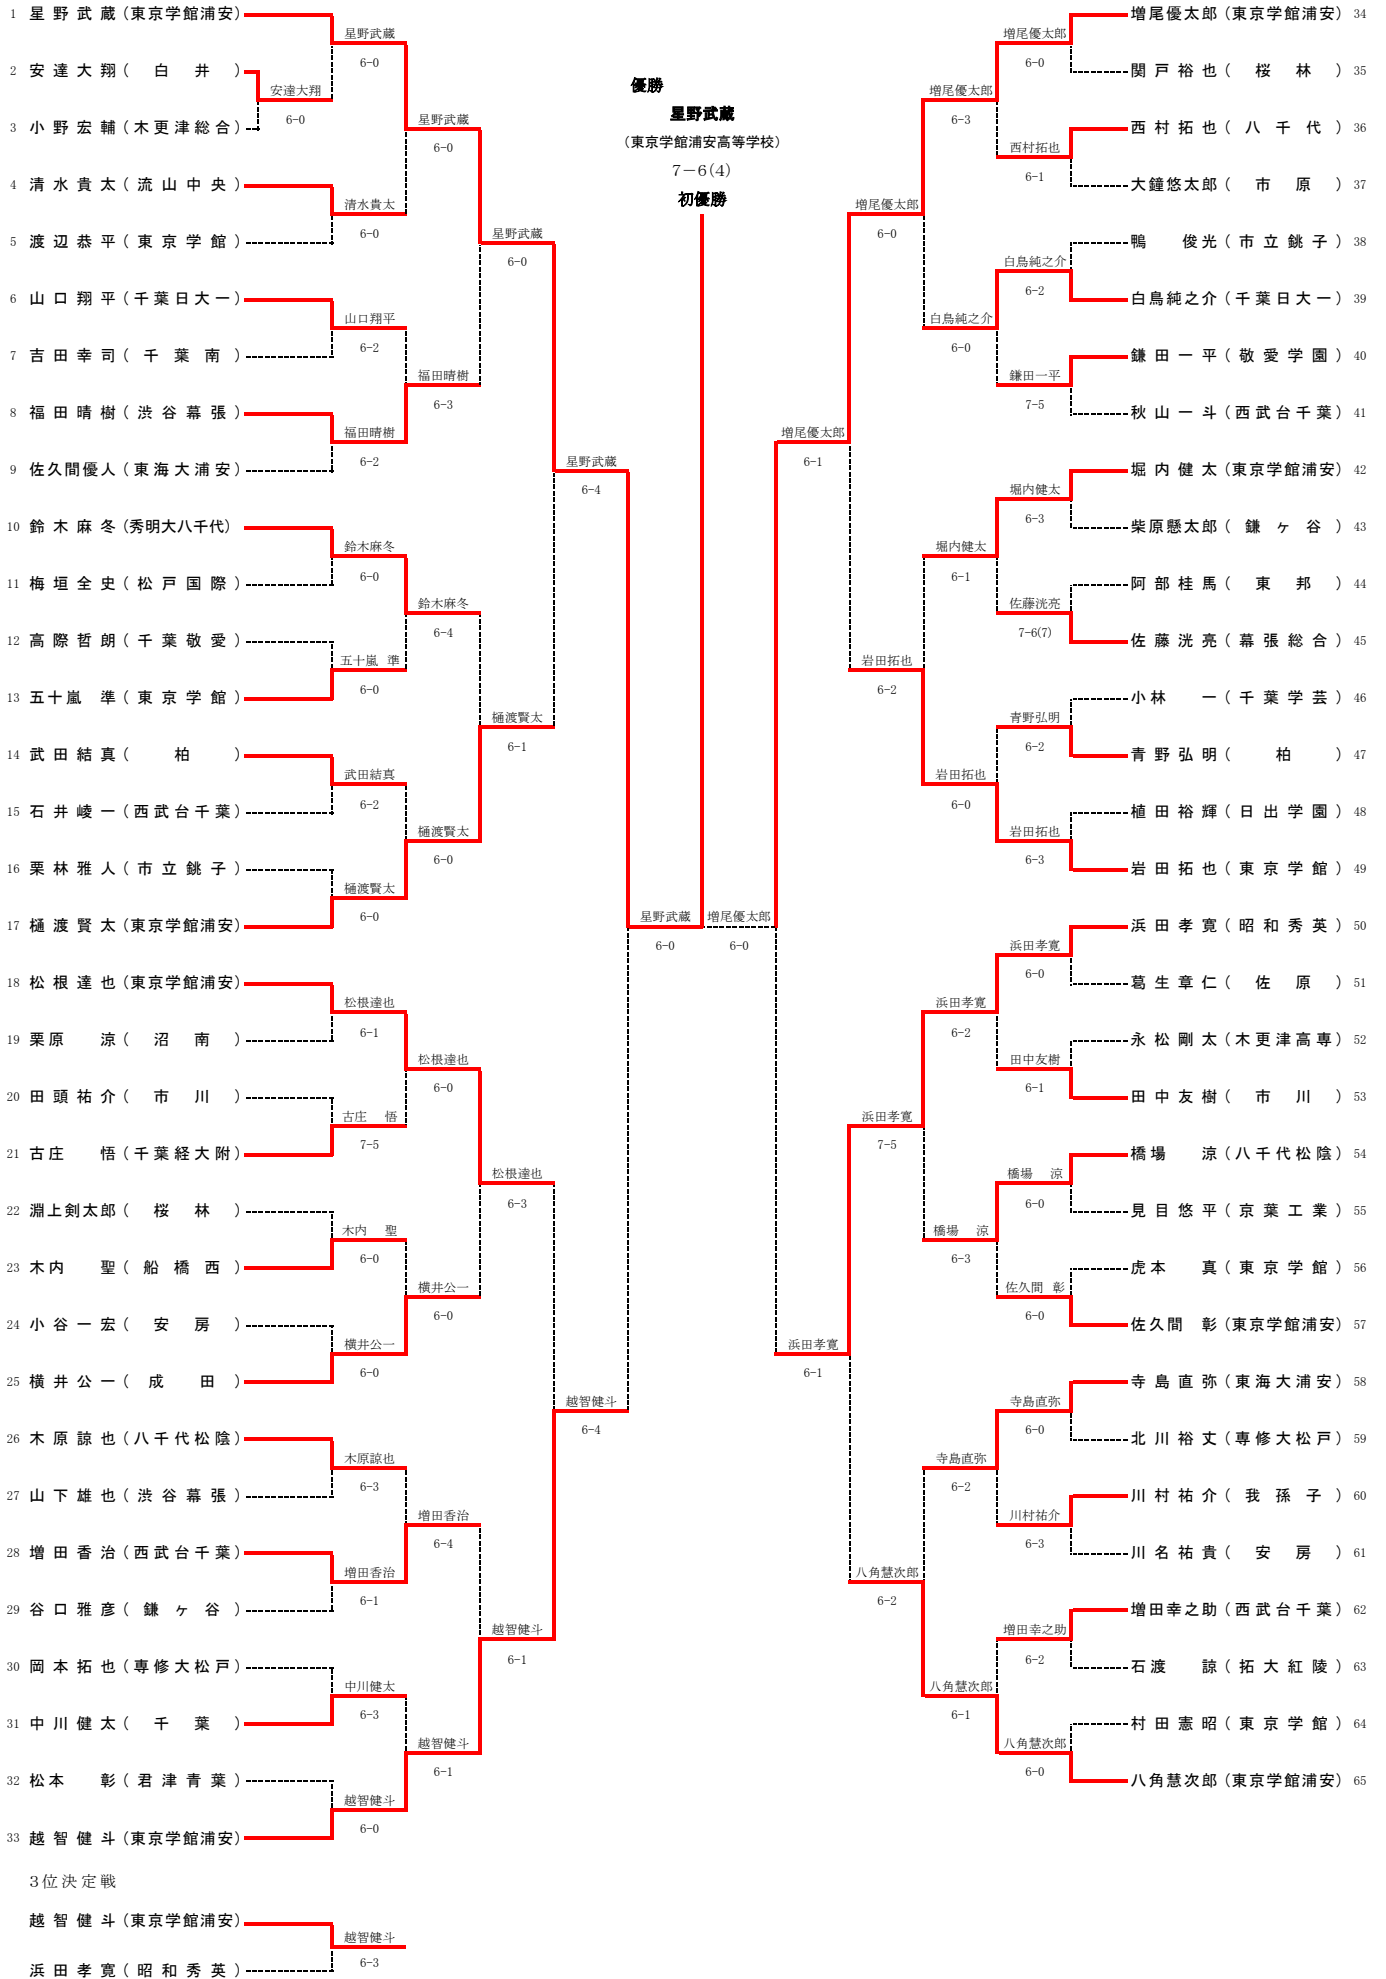 優勝
星野武蔵
（東京学館浦安高等学校）
7－6(4)
初優勝
1 星野武蔵（東京学館浦安）
2 安達大翔（白井）
3 小野宏輔（木更津総合）
4 清水貴太（流山中央）
5 渡辺恭平（東京学館）
6 山口翔平（千葉日大一）
7 吉田幸司（千葉南）
8 福田晴樹（渋谷幕張）
9 佐久間優人（東海大浦安）
10 鈴木麻冬（秀明大八千代）
11 梅垣全史（松戸国際）
12 高際哲朗（千葉敬愛）
13 五十嵐 準（東京学館）
14 武田結真（柏）
15 石井崚一（西武台千葉）
16 栗林雅人（市立銚子）
17 樋渡賢太（東京学館浦安）
18 松根達也（東京学館浦安）
19 栗原 涼（沼南）
20 田頭祐介（市川）
21 古庄 悟（千葉経大附）
22 淵上剣太郎（桜林）
23 木内 聖（船橋西）
24 小谷一宏（安房）
25 横井公一（成田）
26 木原諒也（八千代松陰）
27 山下雄也（渋谷幕張）
28 増田香治（西武台千葉）
29 谷口雅彦（鎌ヶ谷）
30 岡本拓也（専修大松戸）
31 中川健太（千葉）
32 松本 彰（君津青葉）
33 越智健斗（東京学館浦安）
安達大翔
6-0
星野武蔵
6-0
清水貴太
6-0
山口翔平
6-2
福田晴樹
6-2
鈴木麻冬
6-0
五十嵐 準
6-0
武田結真
6-2
樋渡賢太
6-0
松根達也
6-1
古庄 悟
7-5
木内 聖
6-0
横井公一
6-0
木原諒也
6-3
増田香治
6-1
中川健太
6-3
越智健斗
6-0
星野武蔵
6-0
福田晴樹
6-3
鈴木麻冬
6-4
樋渡賢太
6-0
松根達也
6-0
横井公一
6-0
増田香治
6-4
越智健斗
6-1
星野武蔵
6-0
樋渡賢太
6-1
松根達也
6-3
越智健斗
6-1
星野武蔵
6-4
越智健斗
6-4
星野武蔵
6-0
増尾優太郎
6-0
増尾優太郎
6-1
浜田孝寛
6-1
増尾優太郎
6-0
岩田拓也
6-2
浜田孝寛
7-5
八角慧次郎
6-2
増尾優太郎
6-3
白鳥純之介
6-0
堀内健太
6-1
岩田拓也
6-0
浜田孝寛
6-2
橋場 涼
6-3
寺島直弥
6-2
八角慧次郎
6-1
増尾優太郎
6-0
西村拓也
6-1
白鳥純之介
6-2
鎌田一平
7-5
堀内健太
6-3
佐藤洸亮
7-6(7)
青野弘明
6-2
岩田拓也
6-3
浜田孝寛
6-0
田中友樹
6-1
橋場 涼
6-0
佐久間 彰
6-0
寺島直弥
6-0
川村祐介
6-3
増田幸之助
6-2
八角慧次郎
6-0
増尾優太郎（東京学館浦安） 34
関戸裕也（桜林） 35
西村拓也（八千代） 36
大鐘悠太郎（市原） 37
鴨 俊光（市立銚子） 38
白鳥純之介（千葉日大一） 39
鎌田一平（敬愛学園） 40
秋山一斗（西武台千葉） 41
堀内健太（東京学館浦安） 42
柴原懸太郎（鎌ヶ谷） 43
阿部桂馬（東邦） 44
佐藤洸亮（幕張総合） 45
小林 一（千葉学芸） 46
青野弘明（柏） 47
植田裕輝（日出学園） 48
岩田拓也（東京学館） 49
浜田孝寛（昭和秀英） 50
葛生章仁（佐原） 51
永松剛太（木更津高専） 52
田中友樹（市川） 53
橋場 涼（八千代松陰） 54
見目悠平（京葉工業） 55
虎本 真（東京学館） 56
佐久間 彰（東京学館浦安） 57
寺島直弥（東海大浦安） 58
北川裕丈（専修大松戸） 59
川村祐介（我孫子） 60
川名祐貴（安房） 61
増田幸之助（西武台千葉） 62
石渡 諒（拓大紅陵） 63
村田憲昭（東京学館） 64
八角慧次郎（東京学館浦安） 65
3位決定戦
越智健斗（東京学館浦安）
浜田孝寛（昭和秀英）
越智健斗
6-3